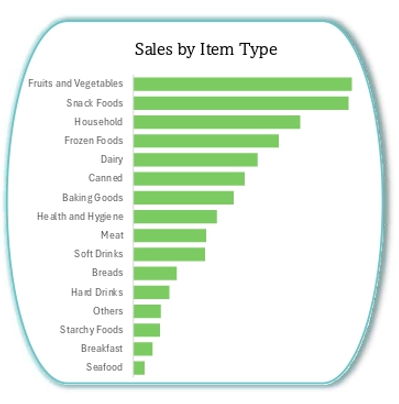 Sales by Item Type
Fruits and Vegetables
Snack Foods
Household
Frozen Foods
Dairy
Canned
Baking Goods
Health and Hygiene
Meat
Soft Drinks
Breads
Hard Drinks
Others
Starchy Foods
Breakfast
Seafood